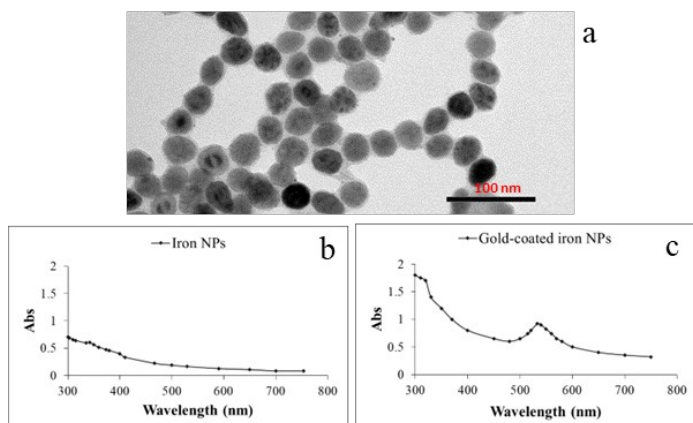 a
100 nm
b
Iron NPs
2
1.5
1
0.5
0
Abs
300 400 500 600 700 800
Wavelength (nm)
c
Gold-coated iron NPs
2
1.5
1
0.5
0
Abs
300 400 500 600 700 800
Wavelength (nm)